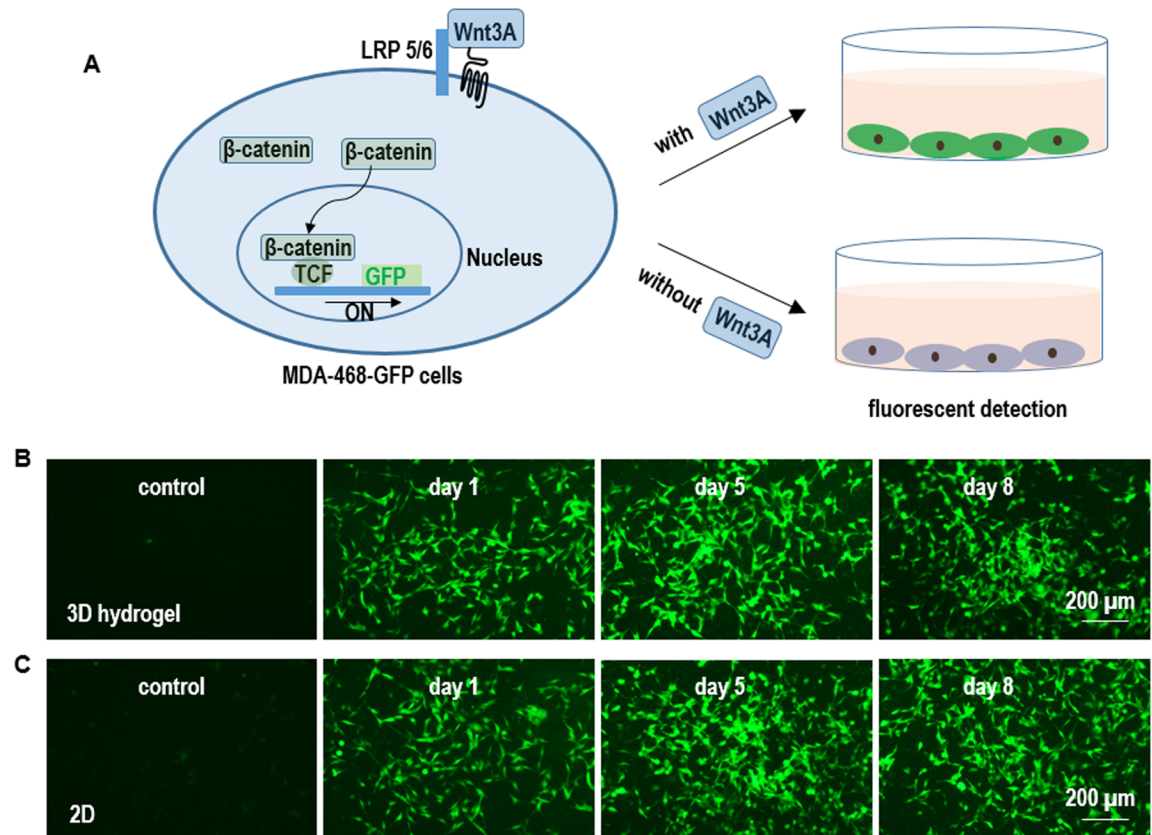 A
LRP 5/6
Wnt3A
β-catenin
β-catenin
β-catenin
TCF
GFP
ON
Nucleus
MDA-468-GFP cells
with Wnt3A
without Wnt3A
fluorescent detection
B
control
day 1
day 5
day 8
3D hydrogel
200 µm
C
control
day 1
day 5
day 8
2D
200 µm